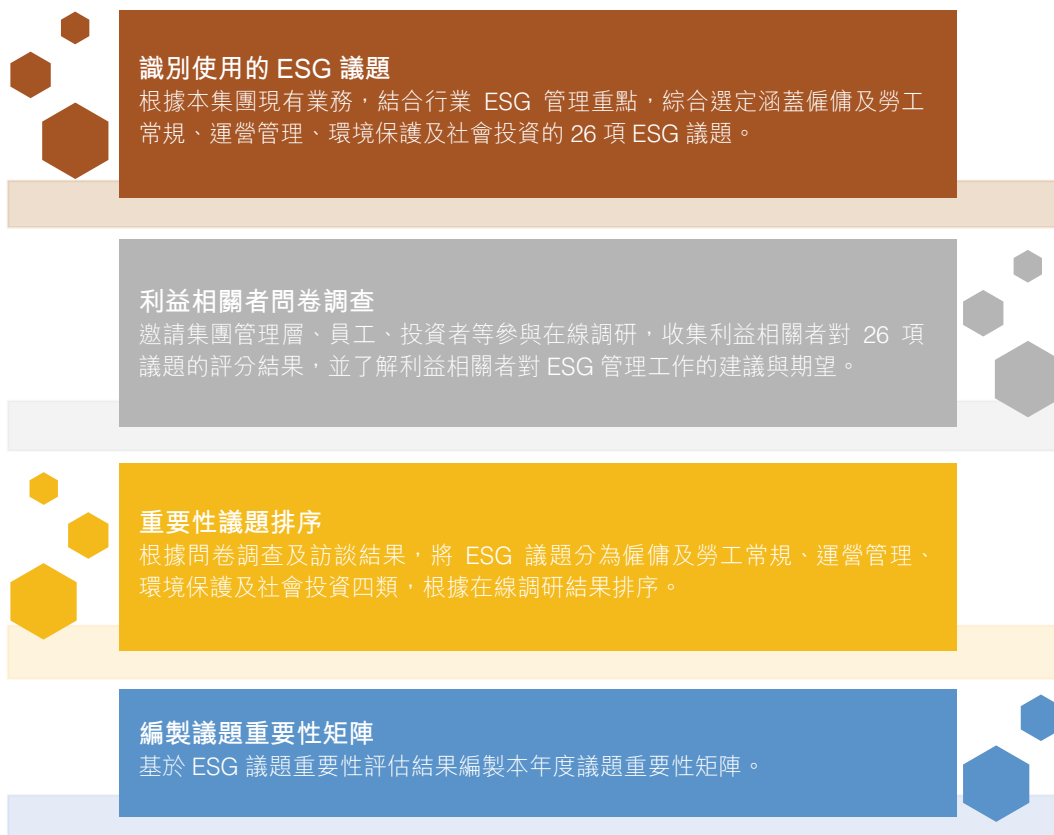 識別使用的 ESG 議題
根據本集團現有業務，結合行業 ESG 管理重點，綜合選定涵蓋僱傭及勞工
常規、運營管理、環境保護及社會投資的 26 項 ESG 議題。
利益相關者問卷調查
邀請集團管理層、員工、投資者等參與在線調研，收集利益相關者對 26 項
議題的評分結果，並了解利益相關者對 ESG 管理工作的建議與期望。
重要性議題排序
根據問卷調查及訪談結果，將 ESG 議題分為僱傭及勞工常規、運營管理、
環境保護及社會投資四類，根據在線調研結果排序。
編製議題重要性矩陣
基於 ESG 議題重要性評估結果編製本年度議題重要性矩陣。